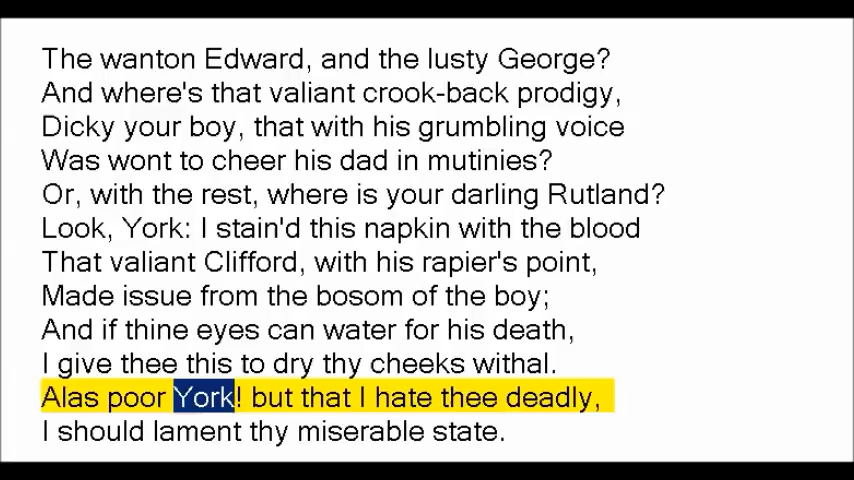 The wanton Edward, and the lusty George?
And where's that valiant crook-back prodigy,
Dicky your boy, that with his grumbling voice
Was wont to cheer his dad in mutinies?
Or, with the rest, where is your darling Rutland?
Look, York: I stain'd this napkin with the blood
That valiant Clifford, with his rapier's point,
Made issue from the bosom of the boy;
And if thine eyes can water for his death,
I give thee this to dry thy cheeks withal.
Alas poor York! but that I hate thee deadly,
I should lament thy miserable state.